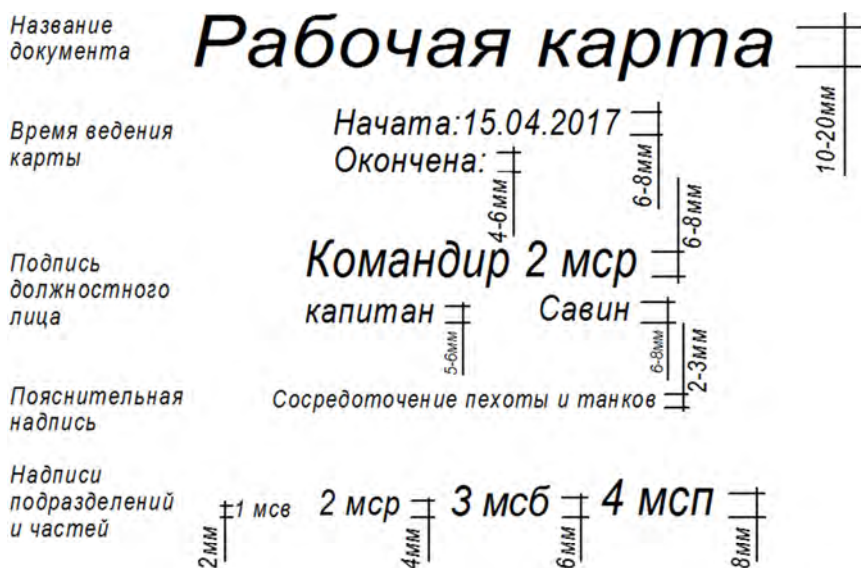 Название
документа
Рабочая карта
10-20мм
Время ведения
карты
Начата:15.04.2017
Окончена:
4-6мм
6-8мм
6-8мм
Подпись
должностного
лица
Командир 2 мср
капитан
Савин
5-6мм
6-8мм
2-3мм
Пояснительная
надпись
Сосредоточение пехоты и танков
Надписи
подразделений
и частей
1 мсв 2 мср 3 мсб 4 мсп
2мм
4мм
6мм
8мм